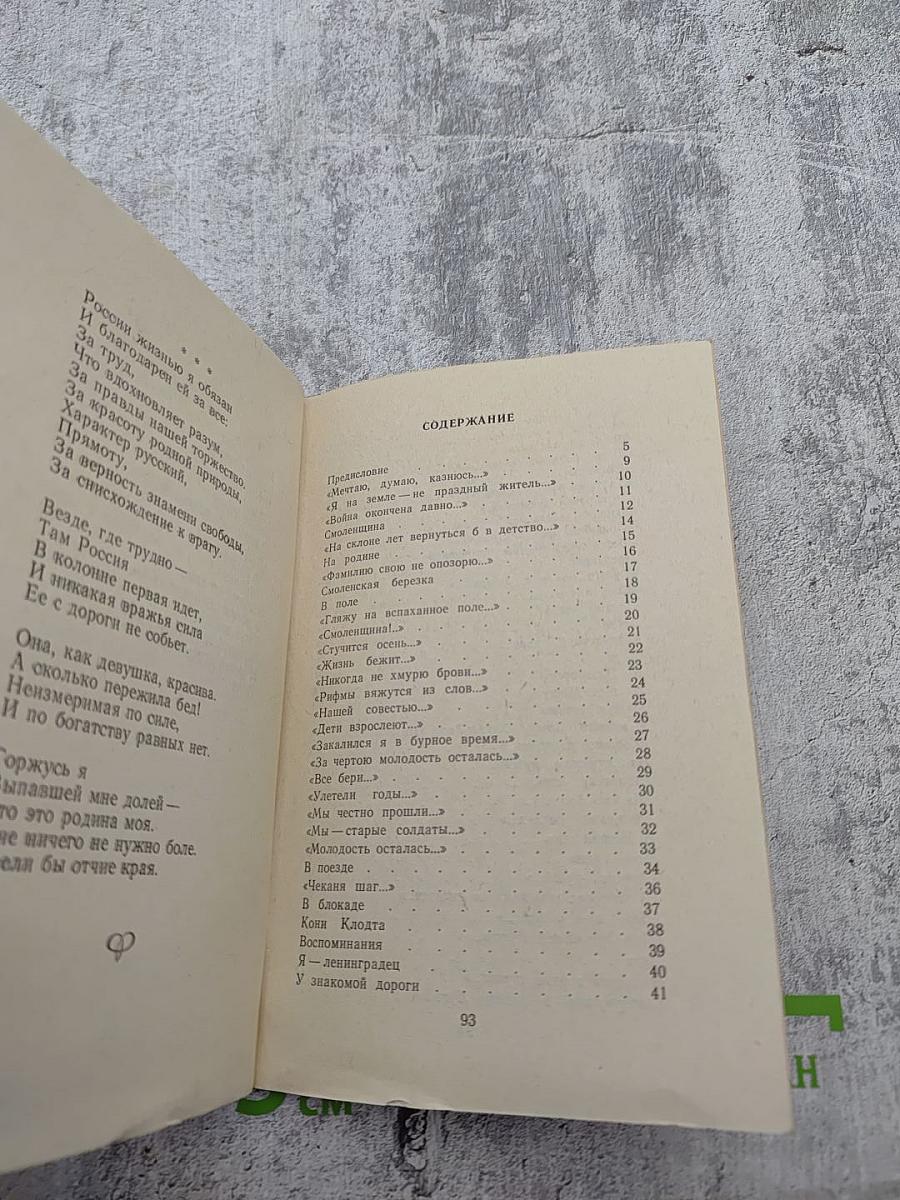 * * *
России жизнью я обязан
И благодарен ей за все:
За труд,
Что вдохновляет разум,
За правды нашей торжество.
За красоту родной природы,
Характер русский,
Прямоту,
За верность знамени свободы,
За снисхождение к врагу.
Везде, где трудно —
Там Россия
В колонне первая идет,
И никакая вражья сила
Ее с дороги не собьет.
Она, как девушка, красива.
А сколько пережила бед!
Неизмеримая по силе,
И по богатству равных нет.
Горжусь я
ыпавшей мне долей —
то это родина моя.
не ничего не нужно боле.
ели бы отчие края.
СОДЕРЖАНИЕ
Предисловие . . . . . . . 5
«Мечтаю, думаю, казнюсь...» . . . . 9
«Я на земле — не праздный житель...» . . 10
«Война окончена давно...» . . . . 11
Смоленщина . . . . . . . 12
«На склоне лет вернуться б в детство...» . . 14
На родине . . . . . . . 15
«Фамилию свою не опозорю...» . . . . 16
Смоленская березка . . . . . . 17
В поле . . . . . . . . 18
«Гляжу на вспаханное поле...» . . . . 19
«Смоленщина!..» . . . . . . 20
«Стучится осень...» . . . . . . 21
«Жизнь бежит...» . . . . . . 22
«Никогда не хмурю брови...» . . . . 23
«Рифмы вяжутся из слов...» . . . . 24
«Нашей совестью...» . . . . . . 25
«Дети взрослеют...» . . . . . . 26
«Закалился я в бурное время...» . . . 27
«За чертою молодость осталась...» . . . 28
«Все бери...» . . . . . . . 29
«Улетели годы...» . . . . . . 30
«Мы честно прошли...» . . . . . 31
«Мы — старые солдаты...» . . . . . 32
«Молодость осталась...» . . . . . 33
В поезде . . . . . . . . 34
«Чеканя шаг...» . . . . . . . 36
В блокаде . . . . . . . . 37
Кони Клодта . . . . . . . 38
Воспоминания . . . . . . . 39
Я — ленинградец . . . . . . 40
У знакомой дороги . . . . . . 41
93